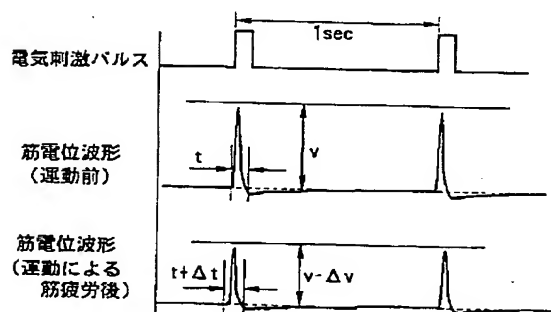 1sec
電気刺激パルス
筋電位波形
(運動前)
t
v
筋電位波形
(運動による
筋疲労後)
t+Δt
v-Δv